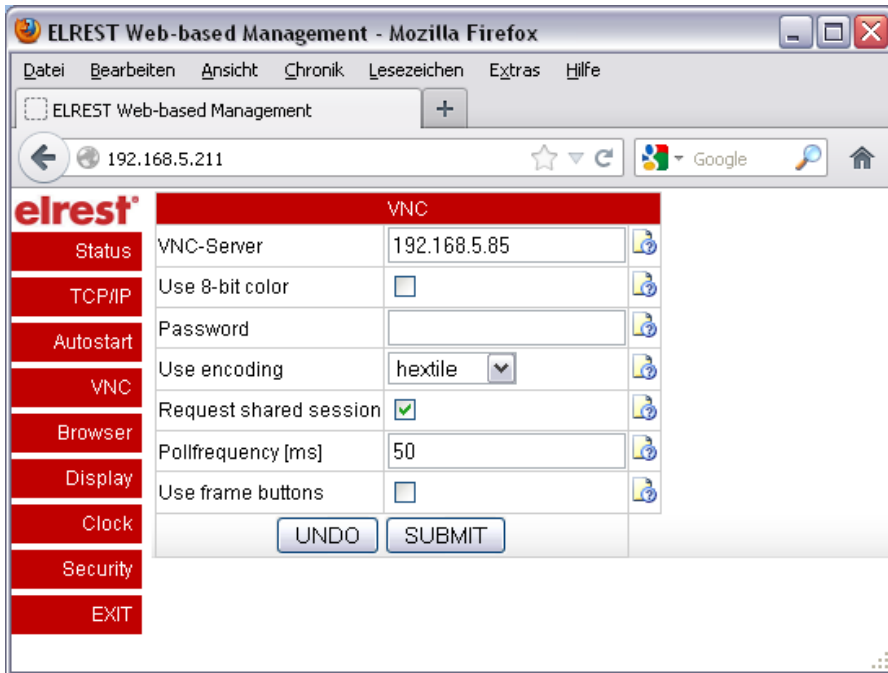 ELREST Web-based Management - Mozilla Firefox
Datei Bearbeiten Ansicht Chronik Lesezeichen Extras Hilfe
ELREST Web-based Management +
192.168.5.211 Google
elrest VNC
Status VNC-Server 192.168.5.85
TCP/IP Use 8-bit color
Autostart Password
VNC Use encoding hextile
Request shared session
Browser Pollfrequency [ms] 50
Display Use frame buttons
Clock UNDO SUBMIT
Security
EXIT